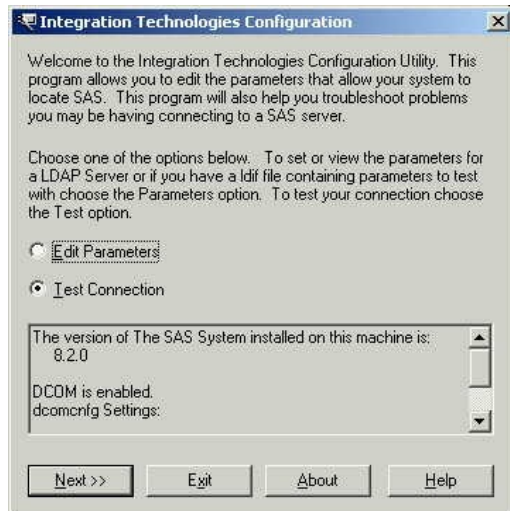 Integration Technologies Configuration
Welcome to the Integration Technologies Configuration Utility. This
program allows you to edit the parameters that allow your system to
locate SAS. This program will also help you troubleshoot problems
you may be having connecting to a SAS server.
Choose one of the options below. To set or view the parameters for
a LDAP Server or if you have a ldif file containing parameters to test
with choose the Parameters option. To test your connection choose
the Test option.
Edit Parameters
Test Connection
The version of The SAS System installed on this machine is:
8.2.0
DCOM is enabled.
dcomcnfg Settings:
Next >> Exit About Help